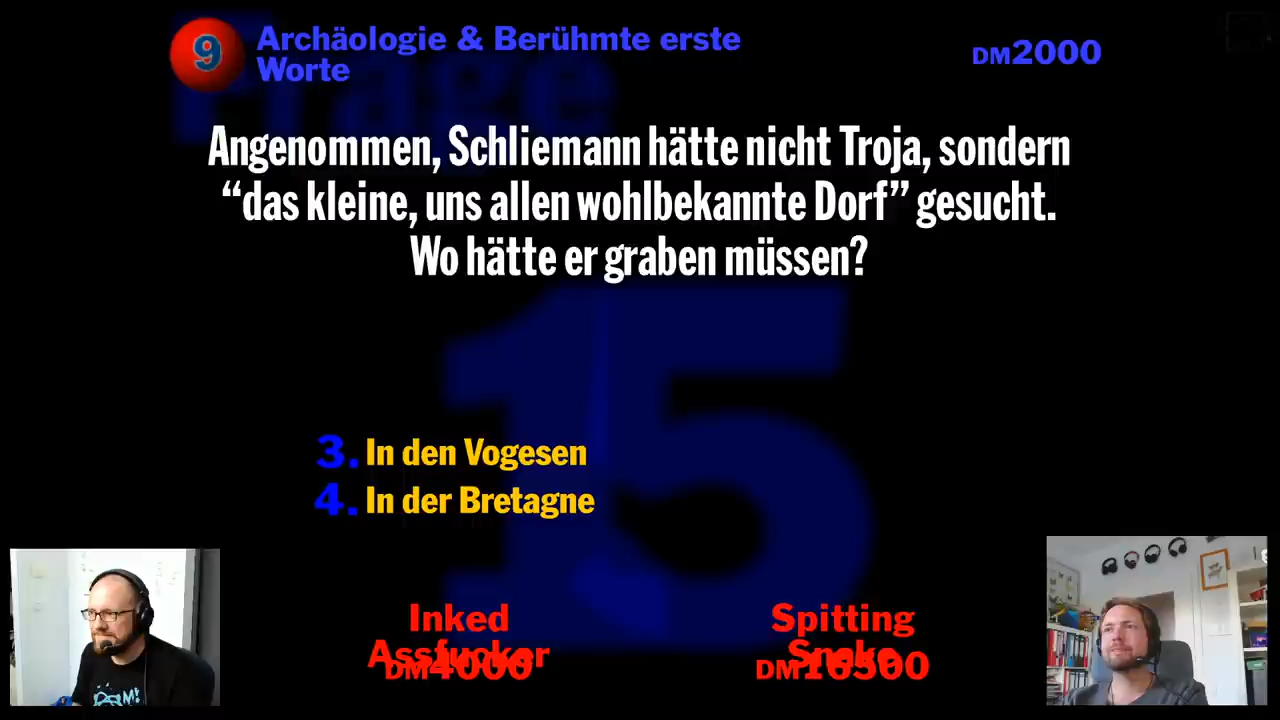 9
Archäologie & Berühmte erste
Worte
DM2000
Frage
Angenommen, Schliemann hätte nicht Troja, sondern
“das kleine, uns allen wohlbekannte Dorf” gesucht.
Wo hätte er graben müssen?
15
3. In den Vogesen
4. In der Bretagne
Inked
Assfucker
DM4000
Spitting
Snake
DM16500